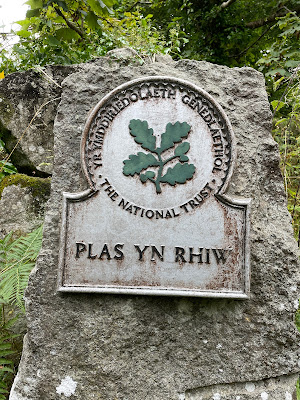 YR YMDDIRIEDOLAETH GENEDLAETHOL
THE NATIONAL TRUST
PLAS YN RHIW